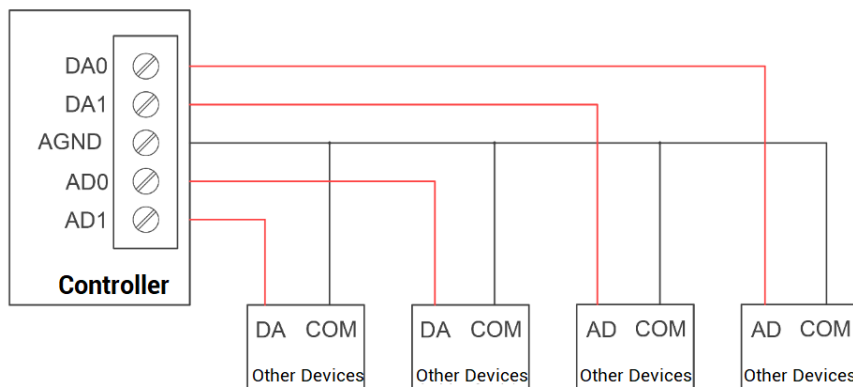 DA0
DA1
AGND
AD0
AD1
Controller
DA COM
Other Devices
DA COM
Other Devices
AD COM
Other Devices
AD COM
Other Devices